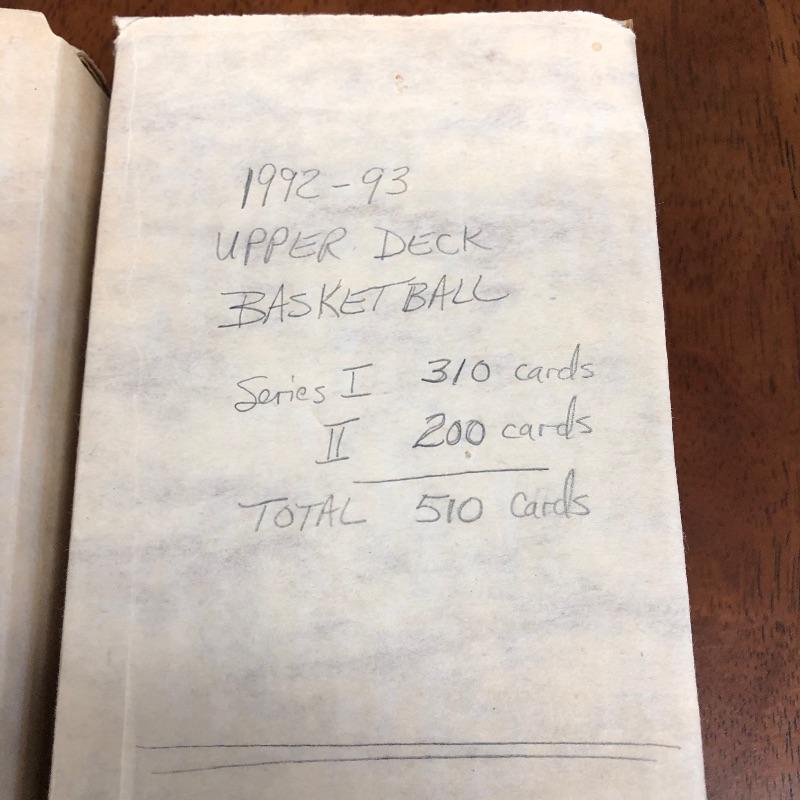 1992-93
UPPER DECK
BASKETBALL
Series I 310 cards
II 200 cards
TOTAL 510 cards